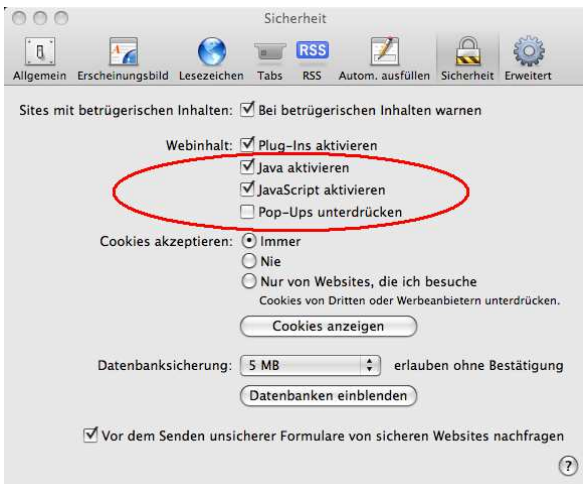 Sicherheit
RSS
Allgemein Erscheinungsbild Lesezeichen Tabs RSS Autom. ausfüllen Sicherheit Erweitert
Sites mit betrügerischen Inhalten: Bei betrügerischen Inhalten warnen
Webinhalt: Plug-Ins aktivieren
Java aktivieren
JavaScript aktivieren
Pop-Ups unterdrücken
Cookies akzeptieren: Immer
Nie
Nur von Websites, die ich besuche
Cookies von Dritten oder Werbeanbietern unterdrücken.
Cookies anzeigen
Datenbanksicherung: 5 MB erlauben ohne Bestätigung
Datenbanken einblenden
Vor dem Senden unsicherer Formulare von sicheren Websites nachfragen
?